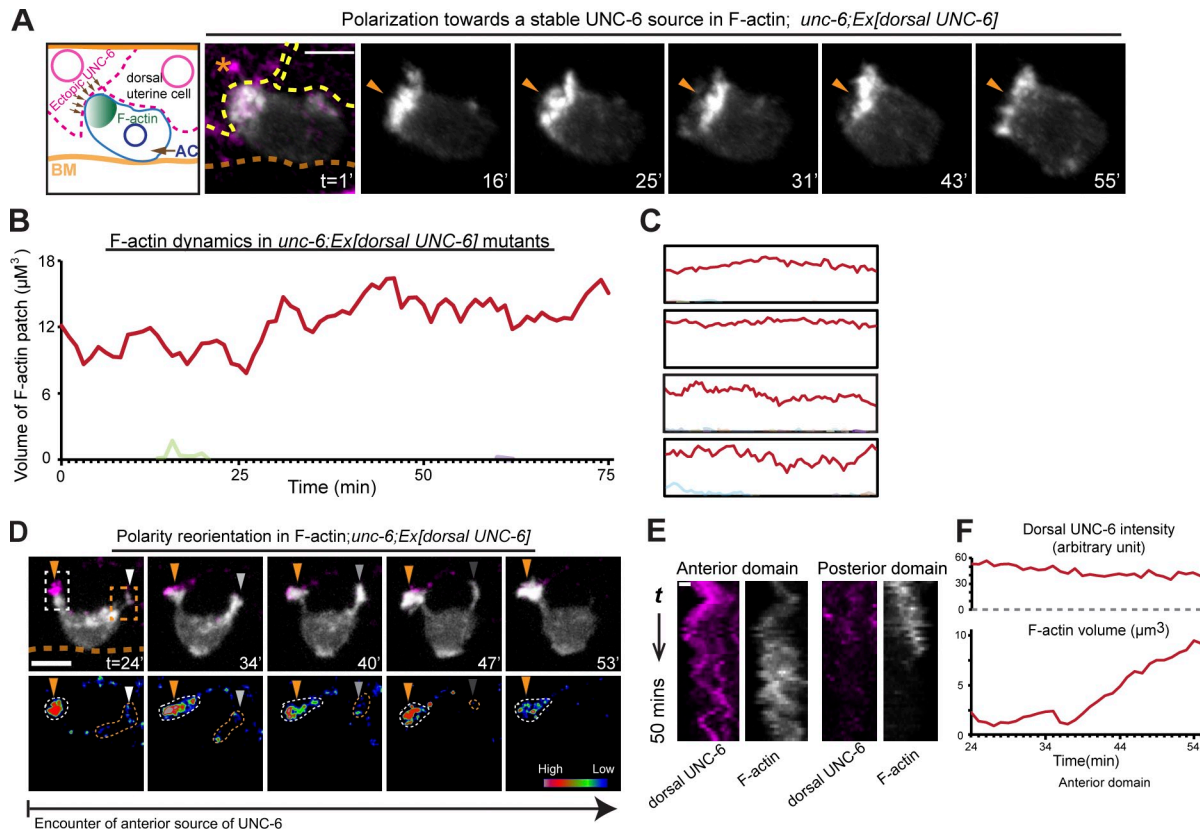 A
Polarization towards a stable UNC-6 source in F-actin; unc-6;Ex[dorsal UNC-6]
Ectopic UNC-6
dorsal
uterine cell
F-actin
AC
BM
*
t=1'
16'
25'
31'
43'
55'
B
F-actin dynamics in unc-6;Ex[dorsal UNC-6] mutants
Volume of F-actin patch (µM³)
18
12
6
0
0
25
50
75
Time (min)
C
D
Polarity reorientation in F-actin;unc-6;Ex[dorsal UNC-6]
t=24'
34'
40'
47'
53'
High
Low
Encounter of anterior source of UNC-6
E
Anterior domain
Posterior domain
t
50 mins
dorsal UNC-6
F-actin
dorsal UNC-6
F-actin
F
Dorsal UNC-6 intensity
(arbitrary unit)
60
50
30
10
0
F-actin volume (µm³)
10
5
2.5
0
24
34
44
54
Time(min)
Anterior domain